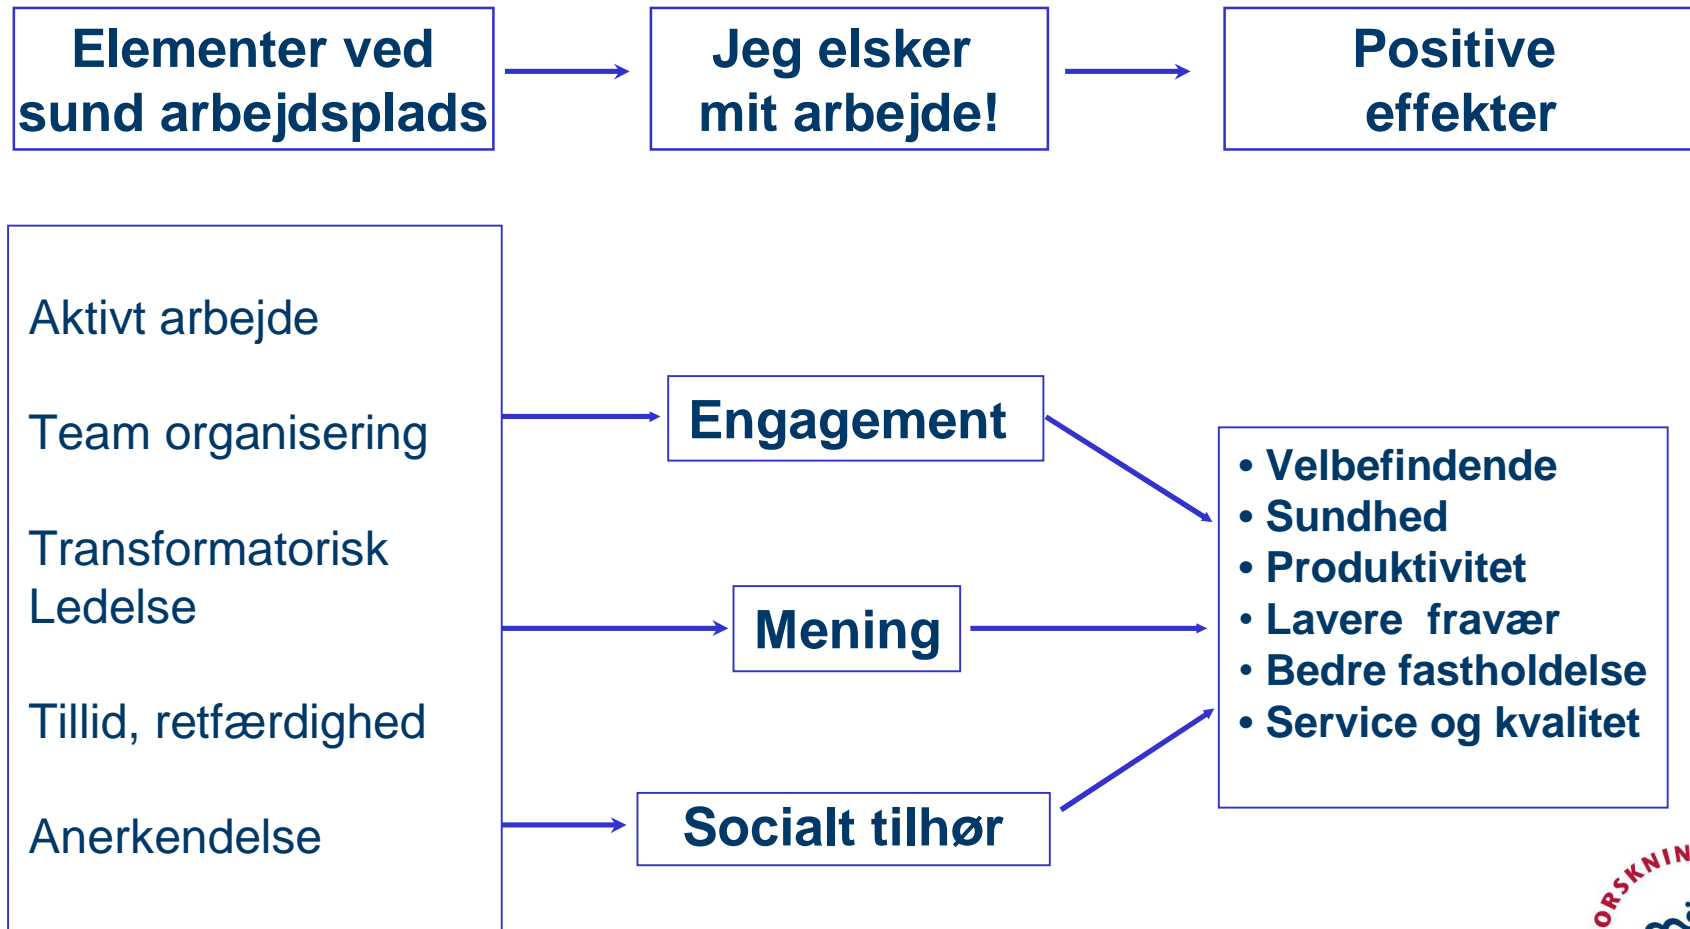 Elementer ved
sund arbejdsplads
Jeg elsker
mit arbejde!
Positive
effekter
Aktivt arbejde
Team organisering
Transformatorisk
Ledelse
Tillid, retfærdighed
Anerkendelse
Engagement
Mening
Socialt tilhør
• Velbefindende
• Sundhed
• Produktivitet
• Lavere fravær
• Bedre fastholdelse
• Service og kvalitet